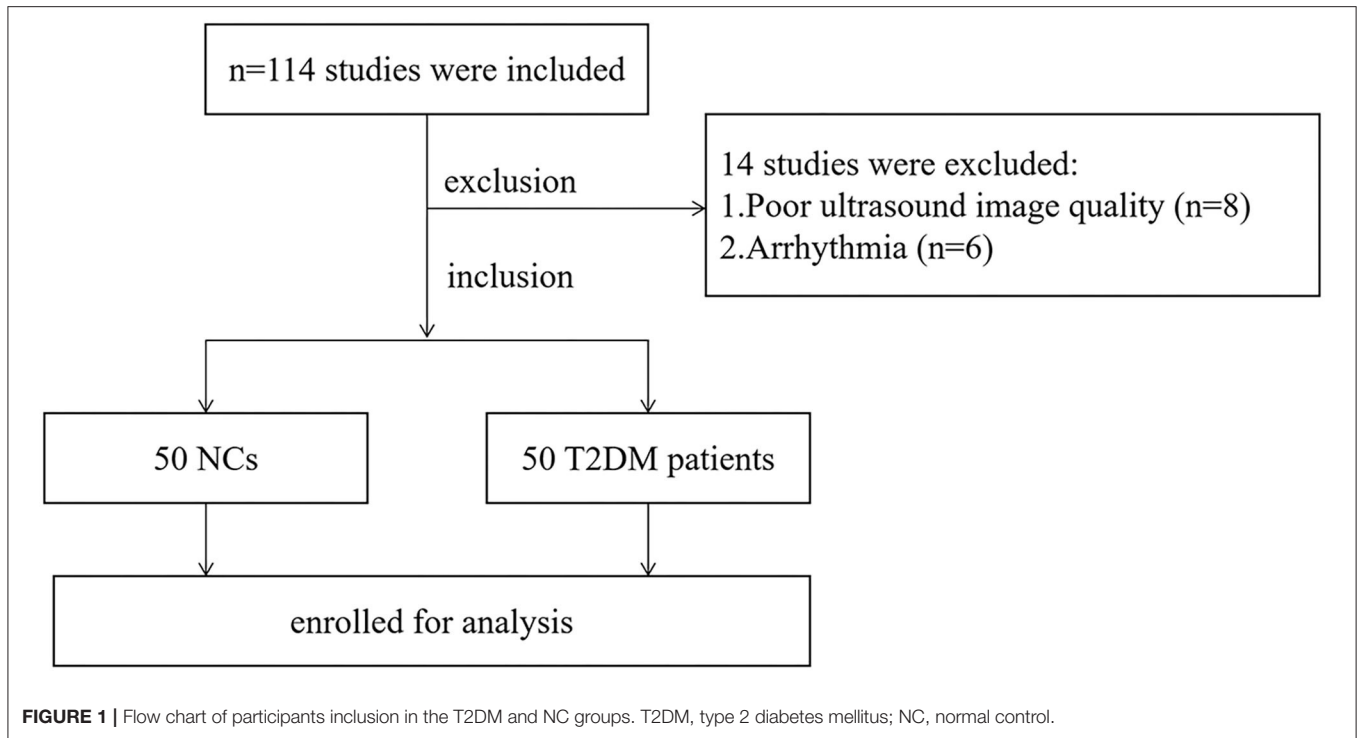 n=114 studies were included
exclusion
14 studies were excluded:
1.Poor ultrasound image quality (n=8)
2.Arrhythmia (n=6)
inclusion
50 NCs
50 T2DM patients
enrolled for analysis
FIGURE 1 | Flow chart of participants inclusion in the T2DM and NC groups. T2DM, type 2 diabetes mellitus; NC, normal control.